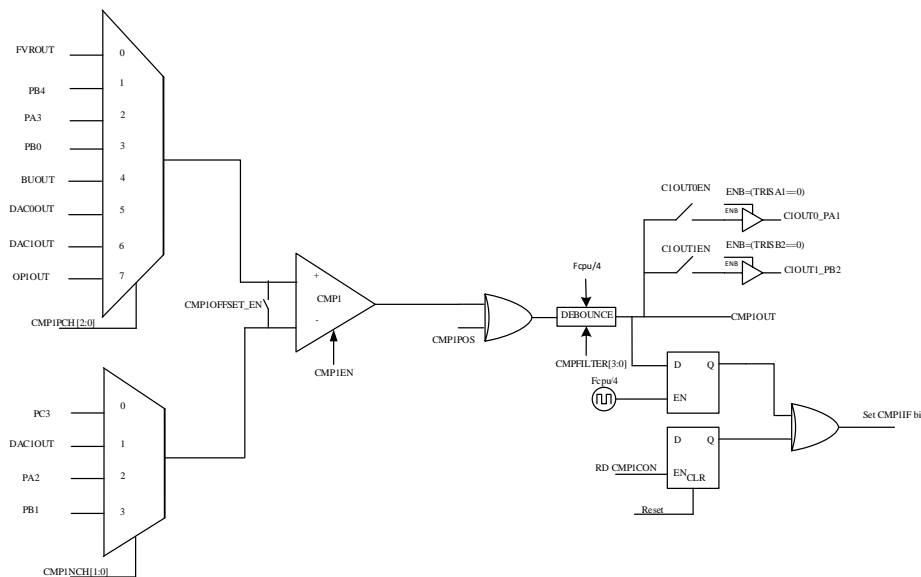 FVROUT 0
PB4 1
PA3 2
PB0 3
BUOUT 4
DAC0OUT 5
DAC1OUT 6
OP1OUT 7
CMP1PCH [2:0]
CMP1OFFSET_EN
+
CMP1
-
CMP1EN
PC3 0
DAC1OUT 1
PA2 2
PB1 3
CMP1NCH [1:0]
CMP1POS
Fcpu/4
DEBOUNCE
CMPFILTER[3:0]
C1OUT0EN
ENB=(TRISA1==0)
ENB
C1OUT0_PA1
C1OUT1EN
ENB=(TRISB2==0)
ENB
C1OUT1_PB2
CMP1OUT
Fcpu/4
D Q
EN
D Q
RD CMP1CON
EN
CLR
Reset
Set CMP1IF bi